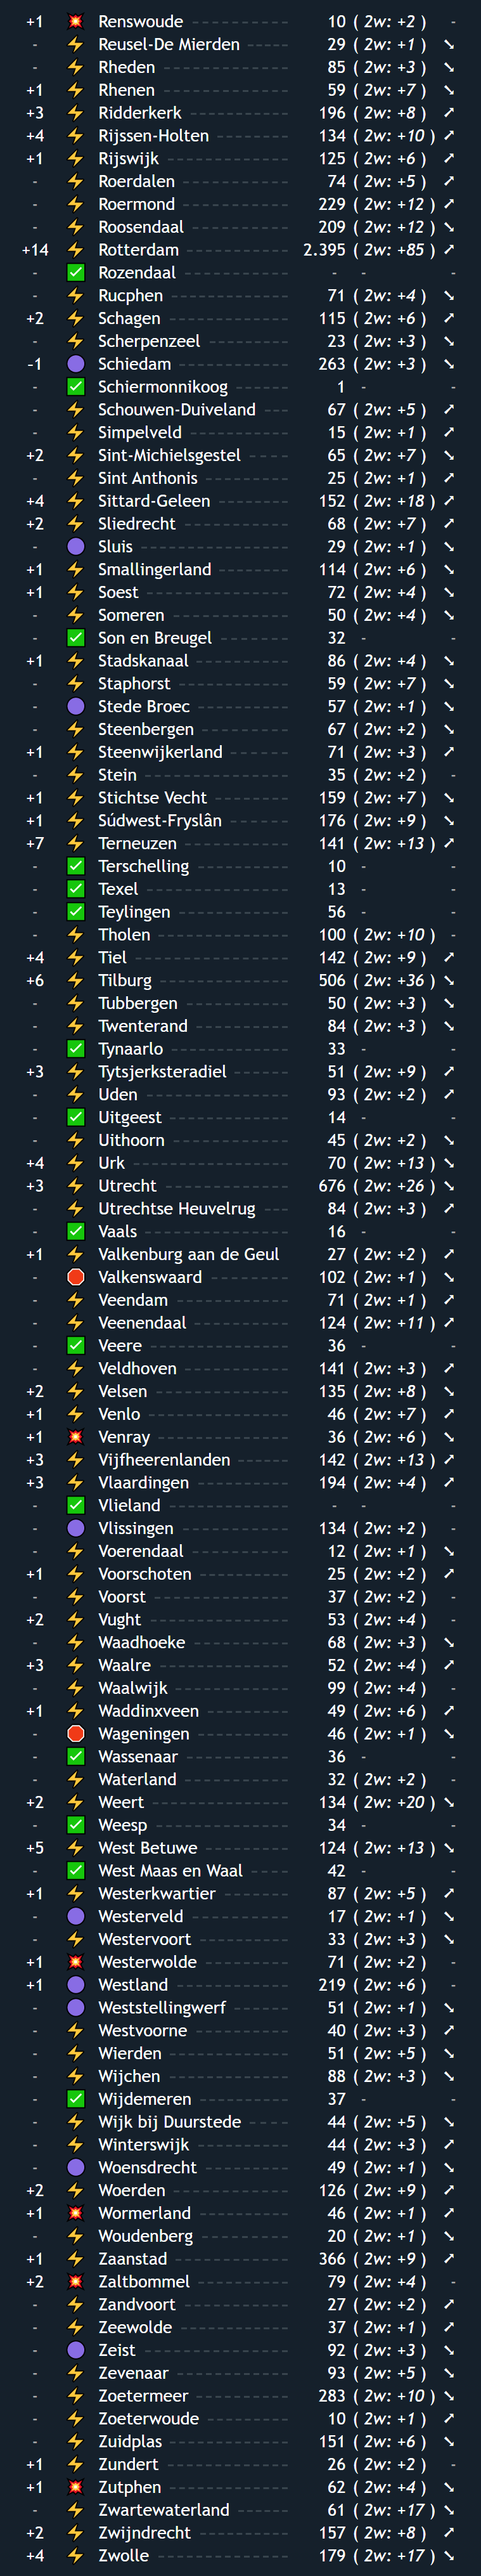 +1 💥 Renswoude ------------- 10 ( 2w: +2 ) -
- ⚡ Reusel-De Mierden ------ 29 ( 2w: +1 ) ➘
- ⚡ Rheden ---------------- 85 ( 2w: +3 ) ➘
+1 ⚡ Rhenen ---------------- 59 ( 2w: +7 ) ➘
+3 ⚡ Ridderkerk ------------ 196 ( 2w: +8 ) ➚
+4 ⚡ Rijssen-Holten --------- 134 ( 2w: +10 ) ➚
+1 ⚡ Rijswijk --------------- 125 ( 2w: +6 ) ➚
- ⚡ Roerdalen ------------- 74 ( 2w: +5 ) ➚
- ⚡ Roermond ------------- 229 ( 2w: +12 ) ➚
- ⚡ Roosendaal ------------ 209 ( 2w: +12 ) ➘
+14 ⚡ Rotterdam ------------ 2.395 ( 2w: +85 ) ➚
- ✅ Rozendaal ------------- - - -
- ⚡ Rucphen --------------- 71 ( 2w: +4 ) ➘
+2 ⚡ Schagen --------------- 115 ( 2w: +6 ) ➚
- ⚡ Scherpenzeel ---------- 23 ( 2w: +3 ) ➘
-1 🟣 Schiedam -------------- 263 ( 2w: +3 ) ➘
- ✅ Schiermonnikoog ------- 1 - -
- ⚡ Schouwen-Duiveland ---- 67 ( 2w: +5 ) ➚
- ⚡ Simpelveld ------------ 15 ( 2w: +1 ) ➚
+2 ⚡ Sint-Michielsgestel ----- 65 ( 2w: +7 ) ➘
- ⚡ Sint Anthonis ---------- 25 ( 2w: +1 ) ➚
+4 ⚡ Sittard-Geleen --------- 152 ( 2w: +18 ) ➚
+2 ⚡ Sliedrecht ------------- 68 ( 2w: +7 ) ➚
- 🟣 Sluis ------------------ 29 ( 2w: +1 ) ➘
+1 ⚡ Smallingerland --------- 114 ( 2w: +6 ) ➘
+1 ⚡ Soest ------------------ 72 ( 2w: +4 ) ➘
- ⚡ Someren --------------- 50 ( 2w: +4 ) ➘
- ✅ Son en Breugel --------- 32 - -
+1 ⚡ Stadskanaal ------------ 86 ( 2w: +4 ) ➘
- ⚡ Staphorst ------------- 59 ( 2w: +7 ) ➘
- 🟣 Stede Broec ----------- 57 ( 2w: +1 ) ➘
- ⚡ Steenbergen ----------- 67 ( 2w: +2 ) ➘
+1 ⚡ Steenwijkerland -------- 71 ( 2w: +3 ) ➚
- ⚡ Stein ------------------ 35 ( 2w: +2 ) -
+1 ⚡ Stichtse Vecht --------- 159 ( 2w: +7 ) ➘
+1 ⚡ Súdwest-Fryslân -------- 176 ( 2w: +9 ) ➘
+7 ⚡ Terneuzen ------------- 141 ( 2w: +13 ) ➚
- ✅ Terschelling ----------- 10 - -
- ✅ Texel ------------------ 13 - -
- ✅ Teylingen ------------- 56 - -
- ⚡ Tholen ---------------- 100 ( 2w: +10 ) -
+4 ⚡ Tiel ------------------- 142 ( 2w: +9 ) ➚
+6 ⚡ Tilburg ---------------- 506 ( 2w: +36 ) ➘
- ⚡ Tubbergen ------------- 50 ( 2w: +3 ) ➘
- ⚡ Twenterand ------------ 84 ( 2w: +3 ) ➘
- ✅ Tynaarlo -------------- 33 - -
+3 ⚡ Tytsjerksteradiel ------- 51 ( 2w: +9 ) ➚
- ⚡ Uden ------------------ 93 ( 2w: +2 ) ➚
- ✅ Uitgeest --------------- 14 - -
- ⚡ Uithoorn -------------- 45 ( 2w: +2 ) ➘
+4 ⚡ Urk -------------------- 70 ( 2w: +13 ) ➘
+3 ⚡ Utrecht ---------------- 676 ( 2w: +26 ) ➘
- ⚡ Utrechtse Heuvelrug ---- 84 ( 2w: +3 ) ➚
- ✅ Vaals ------------------ 16 - -
+1 ⚡ Valkenburg aan de Geul 27 ( 2w: +2 ) ➚
- 🛑 Valkenswaard ---------- 102 ( 2w: +1 ) ➘
- ⚡ Veendam -------------- 71 ( 2w: +1 ) ➚
- ⚡ Veenendaal ------------ 124 ( 2w: +11 ) ➚
- ✅ Veere ----------------- 36 - -
- ⚡ Veldhoven ------------- 141 ( 2w: +3 ) ➚
+2 ⚡ Velsen ----------------- 135 ( 2w: +8 ) ➘
+1 ⚡ Venlo ------------------ 46 ( 2w: +7 ) ➚
+1 💥 Venray ---------------- 36 ( 2w: +6 ) ➘
+3 ⚡ Vijfheerenlanden ------- 142 ( 2w: +13 ) ➚
+3 ⚡ Vlaardingen ------------ 194 ( 2w: +4 ) ➚
- ✅ Vlieland --------------- - - -
- 🟣 Vlissingen ------------- 134 ( 2w: +2 ) -
- ⚡ Voerendaal ------------ 12 ( 2w: +1 ) ➘
+1 ⚡ Voorschoten ----------- 25 ( 2w: +2 ) ➚
- ⚡ Voorst ----------------- 37 ( 2w: +2 ) -
+2 ⚡ Vught ------------------ 53 ( 2w: +4 ) -
- ⚡ Waadhoeke ------------ 68 ( 2w: +3 ) ➘
+3 ⚡ Waalre ---------------- 52 ( 2w: +4 ) ➚
- ⚡ Waalwijk -------------- 99 ( 2w: +4 ) -
+1 ⚡ Waddinxveen ---------- 49 ( 2w: +6 ) ➚
- 🛑 Wageningen ----------- 46 ( 2w: +1 ) ➘
- ✅ Wassenaar ------------ 36 - -
- ⚡ Waterland ------------- 32 ( 2w: +2 ) -
+2 ⚡ Weert ------------------ 134 ( 2w: +20 ) ➘
- ✅ Weesp ----------------- 34 - -
+5 ⚡ West Betuwe ----------- 124 ( 2w: +13 ) ➘
- ✅ West Maas en Waal ----- 42 - -
+1 ⚡ Westerkwartier --------- 87 ( 2w: +5 ) ➚
- 🟣 Westerveld ------------ 17 ( 2w: +1 ) ➘
- ⚡ Westervoort ----------- 33 ( 2w: +3 ) ➘
+1 💥 Westerwolde ----------- 71 ( 2w: +2 ) -
+1 🟣 Westland -------------- 219 ( 2w: +6 ) -
- 🟣 Weststellingwerf ------- 51 ( 2w: +1 ) ➘
- ⚡ Westvoorne ------------ 40 ( 2w: +3 ) ➚
- ⚡ Wierden --------------- 51 ( 2w: +5 ) ➘
- ⚡ Wijchen --------------- 88 ( 2w: +3 ) ➘
- ✅ Wijdemeren ------------ 37 - -
- ⚡ Wijk bij Duurstede ----- 44 ( 2w: +5 ) ➘
- ⚡ Winterswijk ------------ 44 ( 2w: +3 ) ➚
- 🟣 Woensdrecht ----------- 49 ( 2w: +1 ) ➘
+2 ⚡ Woerden --------------- 126 ( 2w: +9 ) ➚
+1 💥 Wormerland ----------- 46 ( 2w: +1 ) ➚
- ⚡ Woudenberg ----------- 20 ( 2w: +1 ) ➘
+1 ⚡ Zaanstad -------------- 366 ( 2w: +9 ) ➚
+2 💥 Zaltbommel ------------ 79 ( 2w: +4 ) -
- ⚡ Zandvoort ------------- 27 ( 2w: +2 ) ➚
- ⚡ Zeewolde -------------- 37 ( 2w: +1 ) ➚
- 🟣 Zeist ------------------ 92 ( 2w: +3 ) ➘
- ⚡ Zevenaar -------------- 93 ( 2w: +5 ) ➘
- ⚡ Zoetermeer ------------ 283 ( 2w: +10 ) ➘
- ⚡ Zoeterwoude ----------- 10 ( 2w: +1 ) ➚
- ⚡ Zuidplas --------------- 151 ( 2w: +6 ) ➘
+1 ⚡ Zundert --------------- 26 ( 2w: +2 ) -
+1 💥 Zutphen --------------- 62 ( 2w: +4 ) ➘
- ⚡ Zwartewaterland ------- 61 ( 2w: +17 ) ➘
+2 ⚡ Zwijndrecht ------------ 157 ( 2w: +8 ) ➚
+4 ⚡ Zwolle ----------------- 179 ( 2w: +17 ) ➘